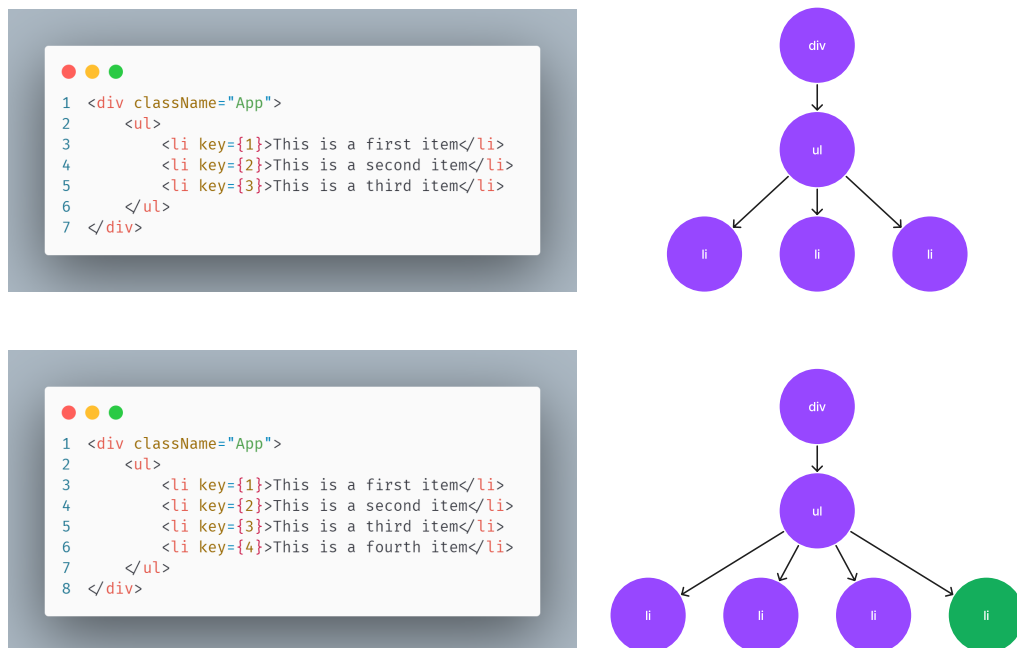 1 <div className="App">
2     <ul>
3         <li key={1}>This is a first item</li>
4         <li key={2}>This is a second item</li>
5         <li key={3}>This is a third item</li>
6     </ul>
7 </div>
div
ul
li li li
1 <div className="App">
2     <ul>
3         <li key={1}>This is a first item</li>
4         <li key={2}>This is a second item</li>
5         <li key={3}>This is a third item</li>
6         <li key={4}>This is a fourth item</li>
7     </ul>
8 </div>
div
ul
li li li li